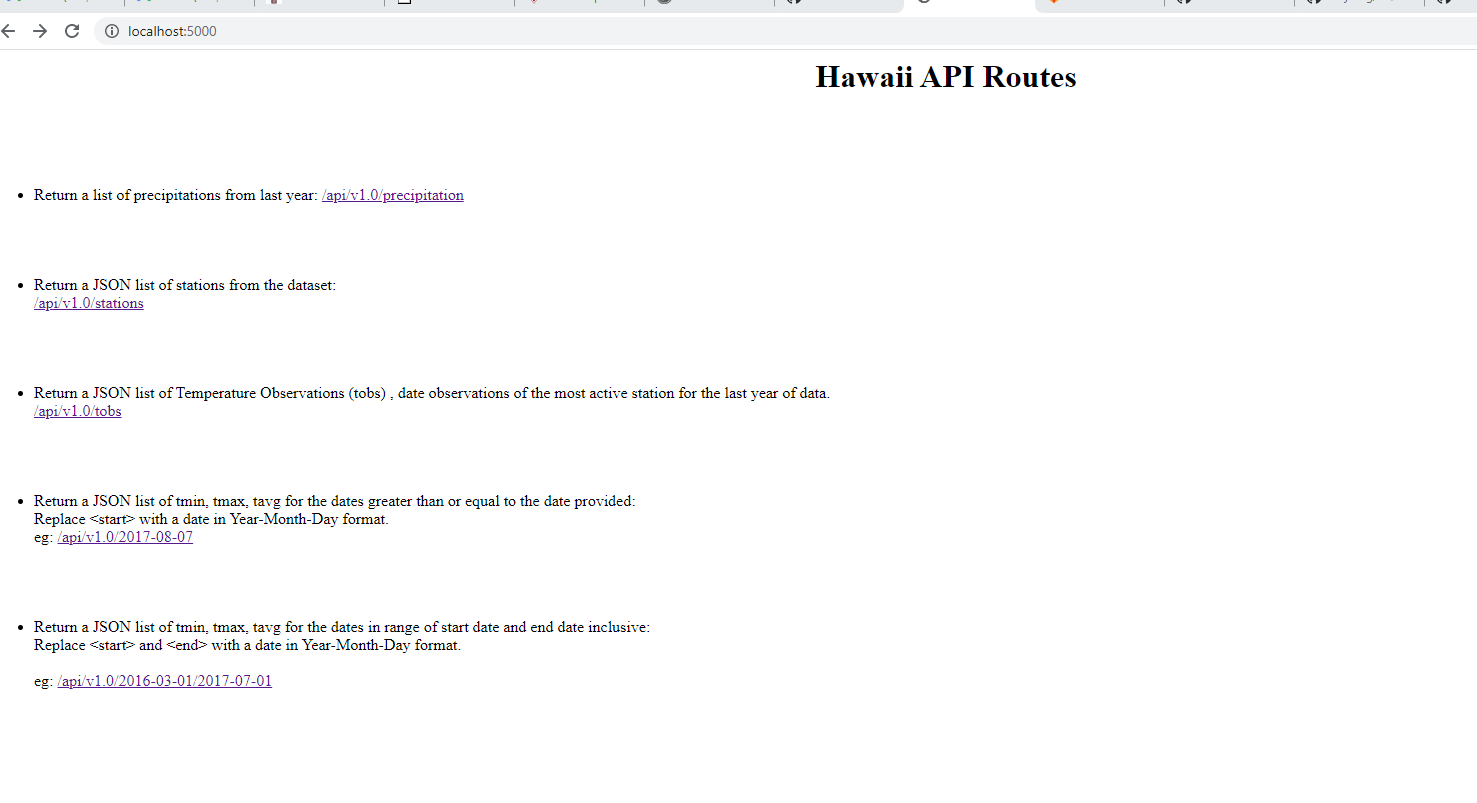 localhost:5000
Hawaii API Routes
Return a list of precipitations from last year: /api/v1.0/precipitation
Return a JSON list of stations from the dataset:
/api/v1.0/stations
Return a JSON list of Temperature Observations (tobs) , date observations of the most active station for the last year of data.
/api/v1.0/tobs
Return a JSON list of tmin, tmax, tavg for the dates greater than or equal to the date provided:
Replace <start> with a date in Year-Month-Day format.
eg: /api/v1.0/2017-08-07
Return a JSON list of tmin, tmax, tavg for the dates in range of start date and end date inclusive:
Replace <start> and <end> with a date in Year-Month-Day format.
eg: /api/v1.0/2016-03-01/2017-07-01